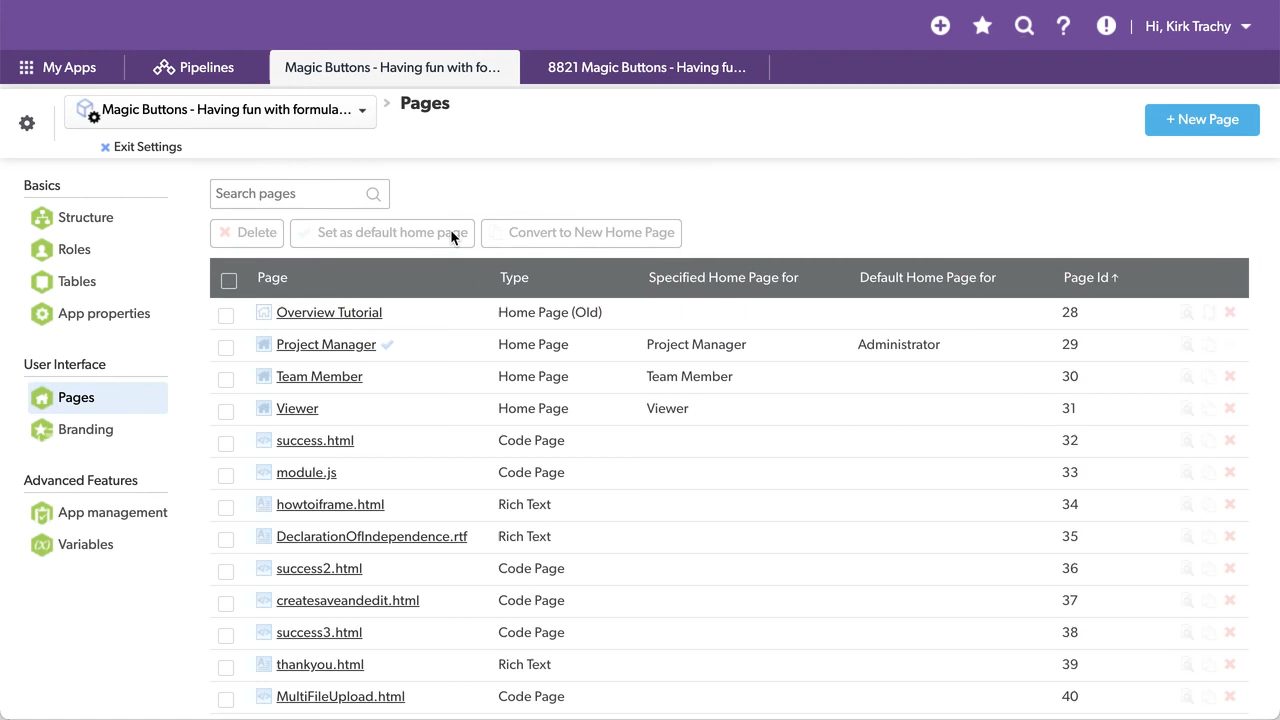 Hi, Kirk Trachy
My Apps
Pipelines
Magic Buttons - Having fun with fo...
8821 Magic Buttons - Having fu...
Magic Buttons - Having fun with formula...
> Pages
+ New Page
Exit Settings
Basics
Structure
Roles
Tables
App properties
User Interface
Pages
Branding
Advanced Features
App management
Variables
Search pages
Delete
Set as default home page
Convert to New Home Page
Page Type Specified Home Page for Default Home Page for Page Id ↑
Overview Tutorial Home Page (Old) 28
Project Manager Home Page Project Manager Administrator 29
Team Member Home Page Team Member 30
Viewer Home Page Viewer 31
success.html Code Page 32
module.js Code Page 33
howtoiframe.html Rich Text 34
DeclarationOfIndependence.rtf Rich Text 35
success2.html Code Page 36
createsaveandedit.html Code Page 37
success3.html Code Page 38
thankyou.html Rich Text 39
MultiFileUpload.html Code Page 40